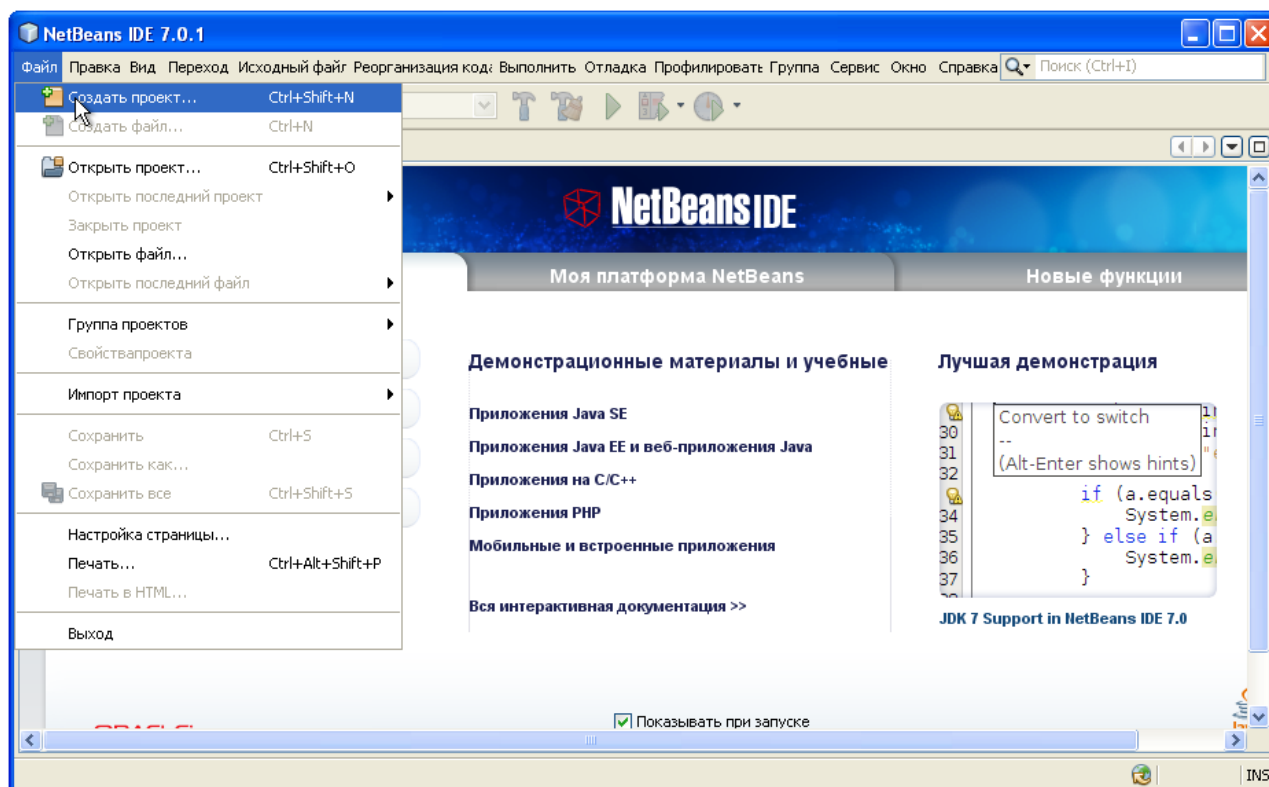 NetBeans IDE 7.0.1
Файл Правка Вид Переход Исходный файл Реорганизация кода Выполнить Отладка Профилировать Группа Сервис Окно Справка Поиск (Ctrl+I)
Создать проект... Ctrl+Shift+N
Создать файл... Ctrl+N
Открыть проект... Ctrl+Shift+O
Открыть последний проект
Закрыть проект
Открыть файл...
Открыть последний файл
Группа проектов
Свойствапроекта
Импорт проекта
Сохранить Ctrl+S
Сохранить как...
Сохранить все Ctrl+Shift+S
Настройка страницы...
Печать... Ctrl+Alt+Shift+P
Печать в HTML...
Выход
NetBeans IDE
Моя платформа NetBeans Новые функции
Демонстрационные материалы и учебные
Приложения Java SE
Приложения Java EE и веб-приложения Java
Приложения на C/C++
Приложения PHP
Мобильные и встроенные приложения
Вся интерактивная документация >>
Лучшая демонстрация
Convert to switch
--
(Alt-Enter shows hints)
30
31
32
if (a.equals
34 System.e
35 } else if (a
36 System.e
37 }
JDK 7 Support in NetBeans IDE 7.0
Показывать при запуске
INS